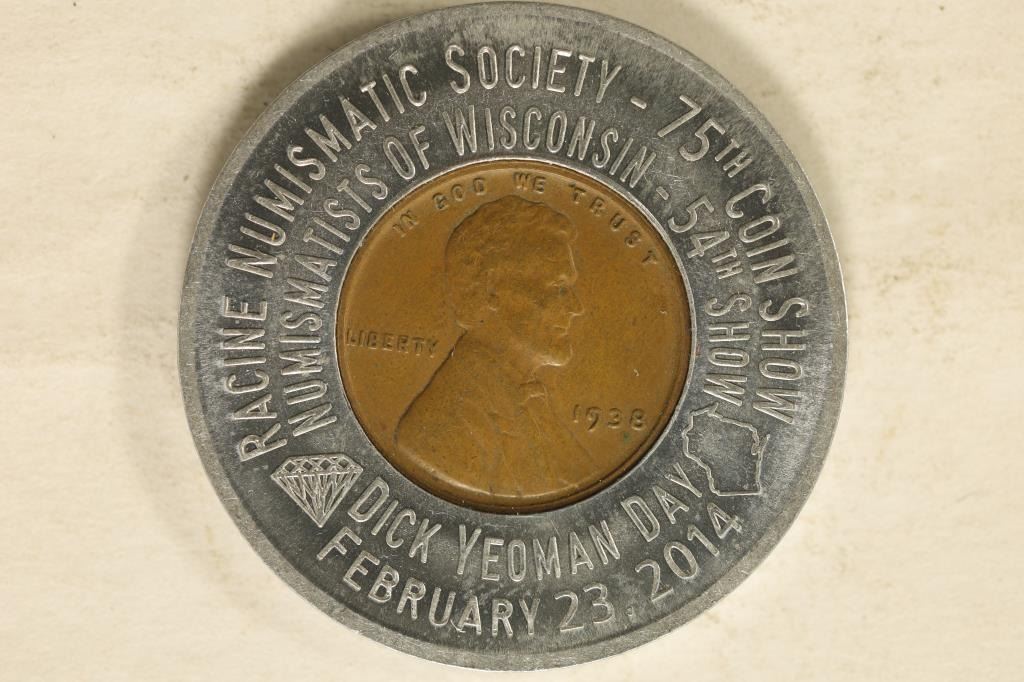 RACINE NUMISMATIC SOCIETY - 75TH COIN SHOW
NUMISMATISTS OF WISCONSIN - 54TH SHOW
IN GOD WE TRUST
LIBERTY
1938
DICK YEOMAN DAY
FEBRUARY 23, 2014